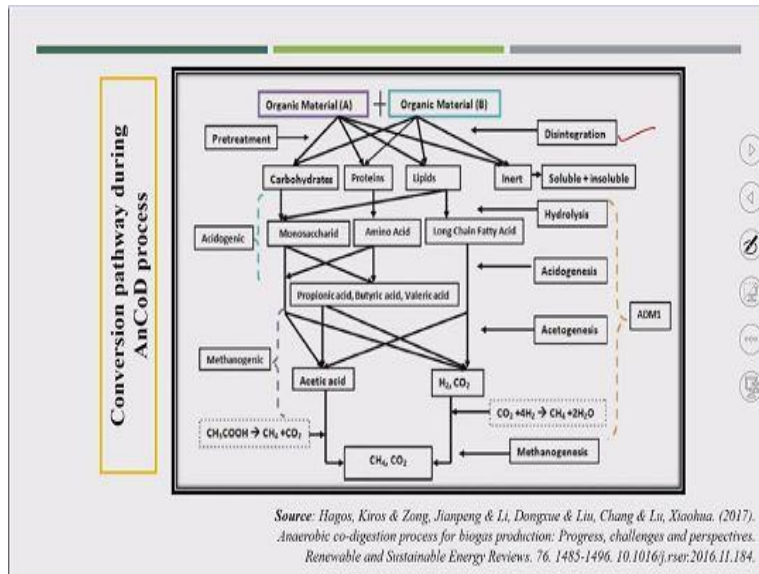 Conversion pathway during
AnCoD process
Organic Material (A) + Organic Material (B)
Pretreatment
Disintegration
Carbohydrates
Proteins
Lipids
Inert
Soluble + insoluble
Hydrolysis
Acidogenic
Monosaccharid
Amino Acid
Long Chain Fatty Acid
Acidogenesis
Propionic acid, Butyric acid, Valeric acid
ADM1
Acetogenesis
Methanogenic
Acetic acid
H₂, CO₂
CO₂ +4H₂ → CH₄ +2H₂O
CH₃COOH → CH₄ +CO₂
Methanogenesis
CH₄, CO₂
Source: Hagos, Kiros & Zong, Jianpeng & Li, Dongxue & Liu, Chang & Lu, Xiaohua. (2017).
Anaerobic co-digestion process for biogas production: Progress, challenges and perspectives.
Renewable and Sustainable Energy Reviews. 76. 1485-1496. 10.1016/j.rser.2016.11.184.